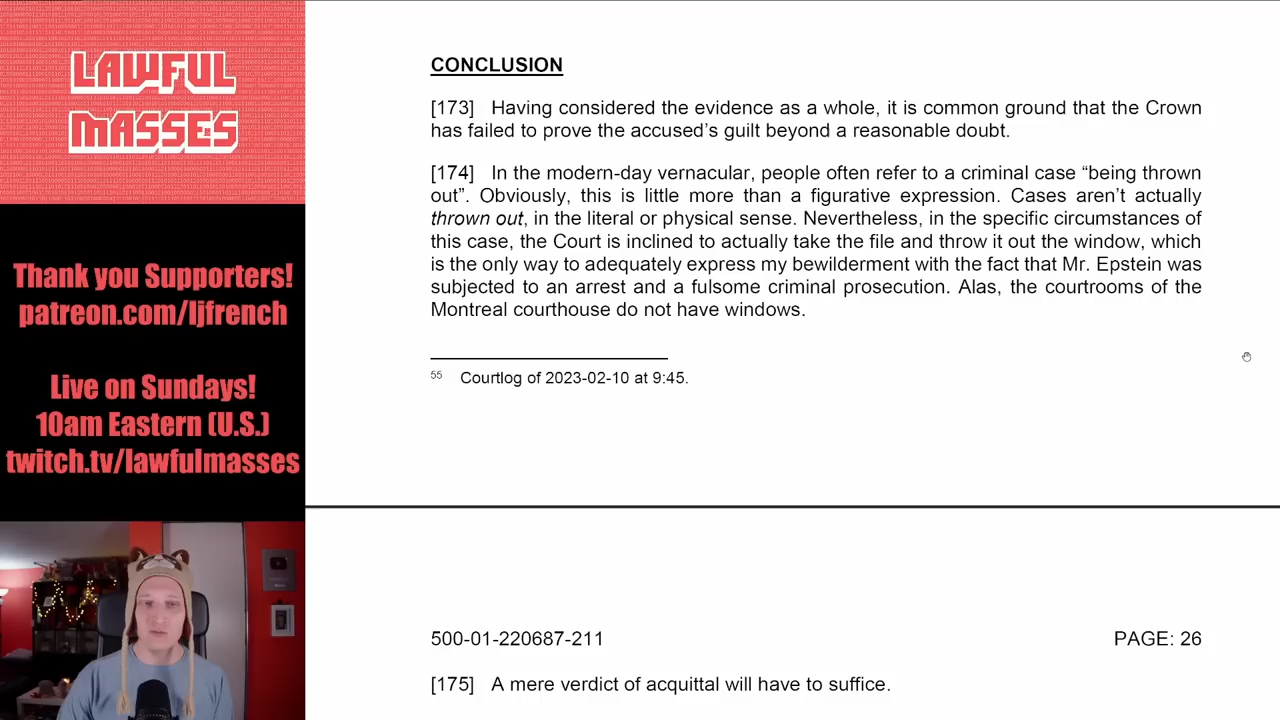 LAWFUL
MASSES
Thank you Supporters!
patreon.com/ljfrench
Live on Sundays!
10am Eastern (U.S.)
twitch.tv/lawfulmasses
CONCLUSION
[173] Having considered the evidence as a whole, it is common ground that the Crown
has failed to prove the accused’s guilt beyond a reasonable doubt.
[174] In the modern-day vernacular, people often refer to a criminal case “being thrown
out”. Obviously, this is little more than a figurative expression. Cases aren’t actually
thrown out, in the literal or physical sense. Nevertheless, in the specific circumstances of
this case, the Court is inclined to actually take the file and throw it out the window, which
is the only way to adequately express my bewilderment with the fact that Mr. Epstein was
subjected to an arrest and a fulsome criminal prosecution. Alas, the courtrooms of the
Montreal courthouse do not have windows.
55 Courtlog of 2023-02-10 at 9:45.
500-01-220687-211 PAGE: 26
[175] A mere verdict of acquittal will have to suffice.